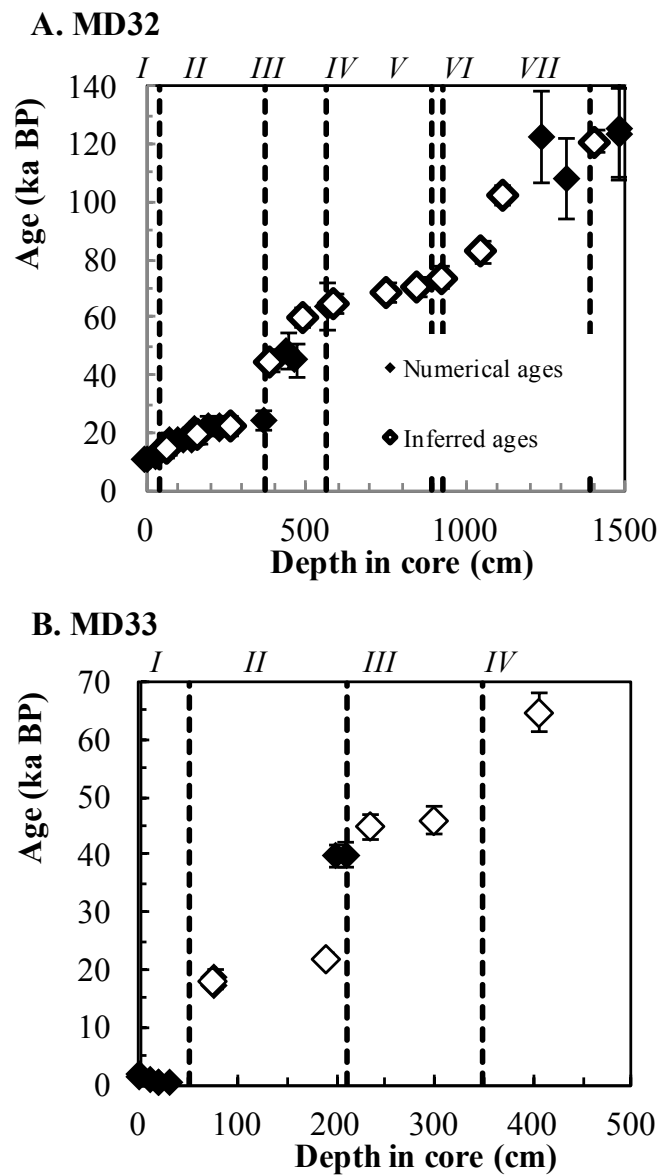 A. MD32
I II III IV V VI VII
140
120
100
80
60
40
20
0
Age (ka BP)
Numerical ages
Inferred ages
0 500 1000 1500
Depth in core (cm)
B. MD33
I II III IV
70
60
50
40
30
20
10
0
Age (ka BP)
0 100 200 300 400 500
Depth in core (cm)